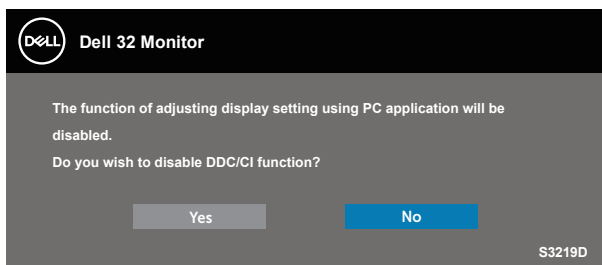 DELL
Dell 32 Monitor
The function of adjusting display setting using PC application will be
disabled.
Do you wish to disable DDC/CI function?
Yes
No
S3219D